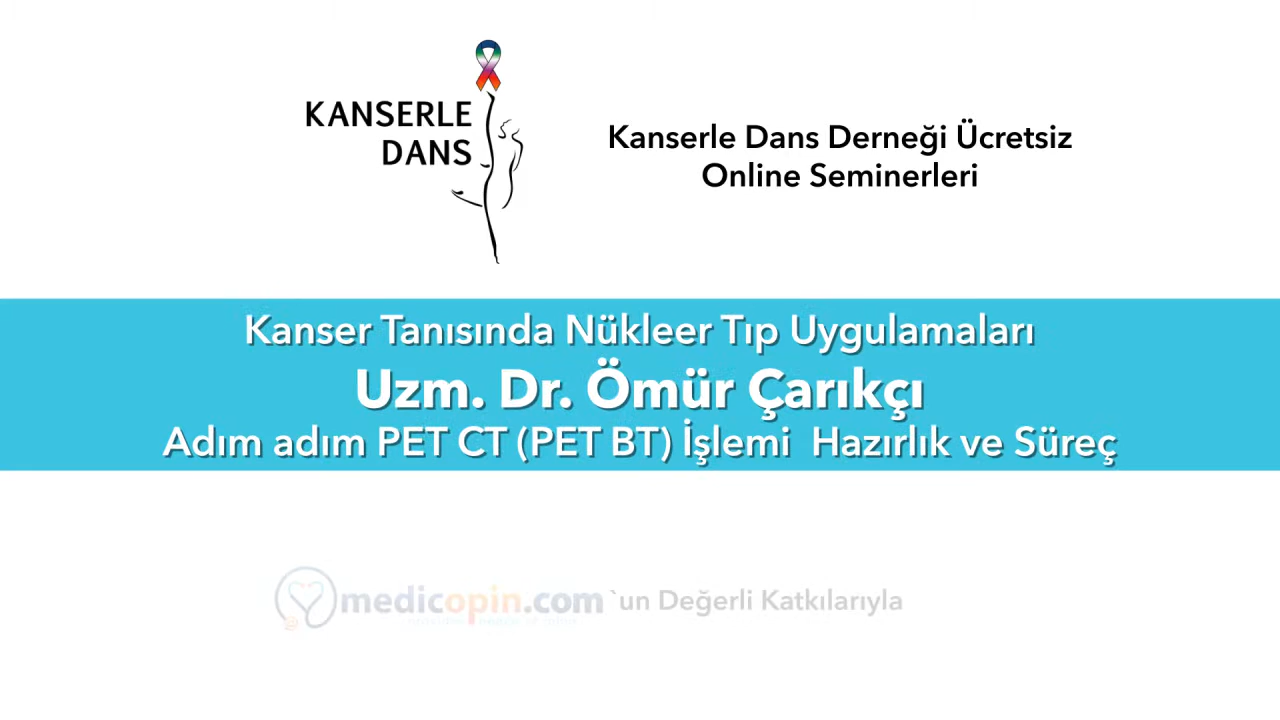 KANSERLE
DANS
Kanserle Dans Derneği Ücretsiz
Online Seminerleri
Kanser Tanısında Nükleer Tıp Uygulamaları
Uzm. Dr. Ömür Çarıkçı
Adım adım PET CT (PET BT) İşlemi Hazırlık ve Süreç
medicopin.com`un Değerli Katkılarıyla